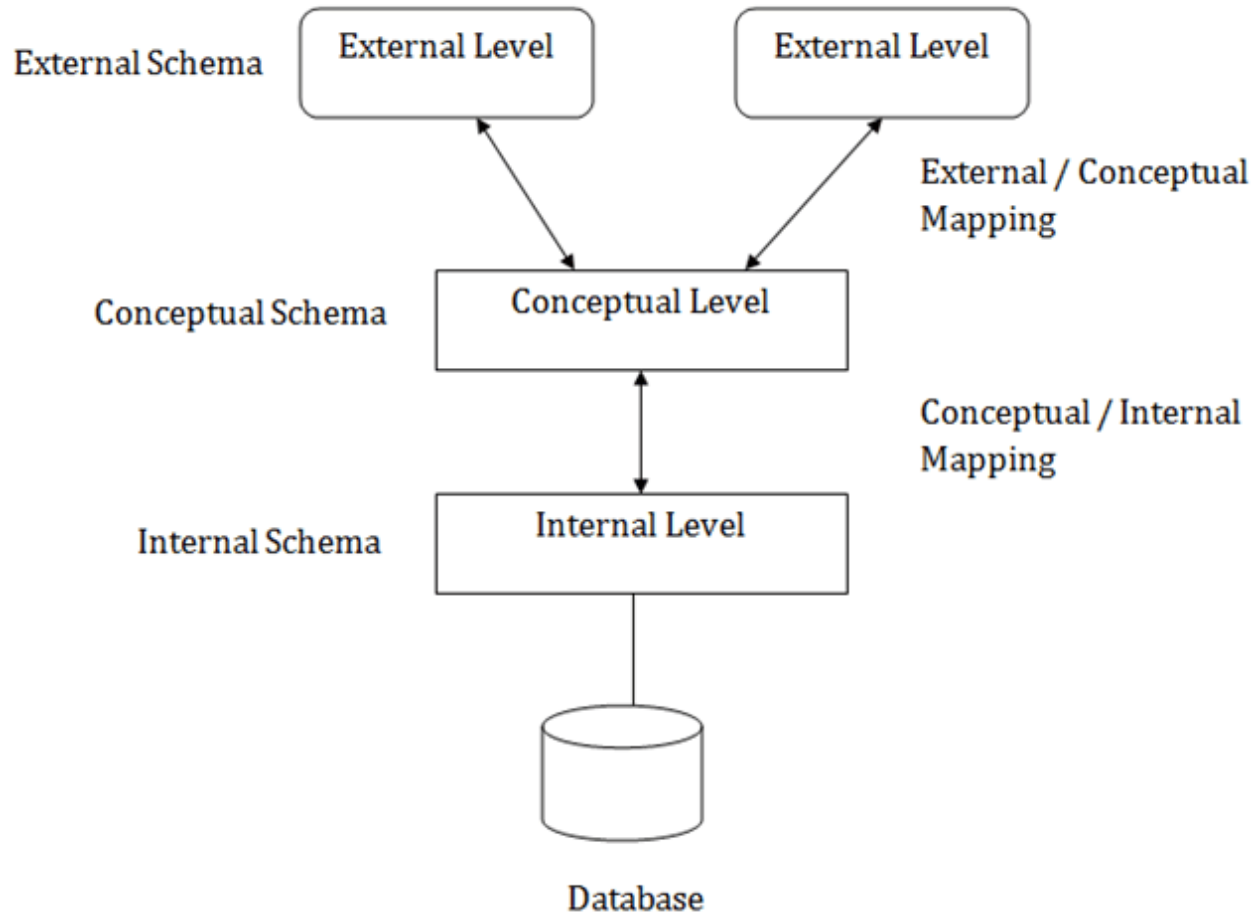 External Schema
External Level
External Level
External / Conceptual
Mapping
Conceptual Schema
Conceptual Level
Conceptual / Internal
Mapping
Internal Schema
Internal Level
Database